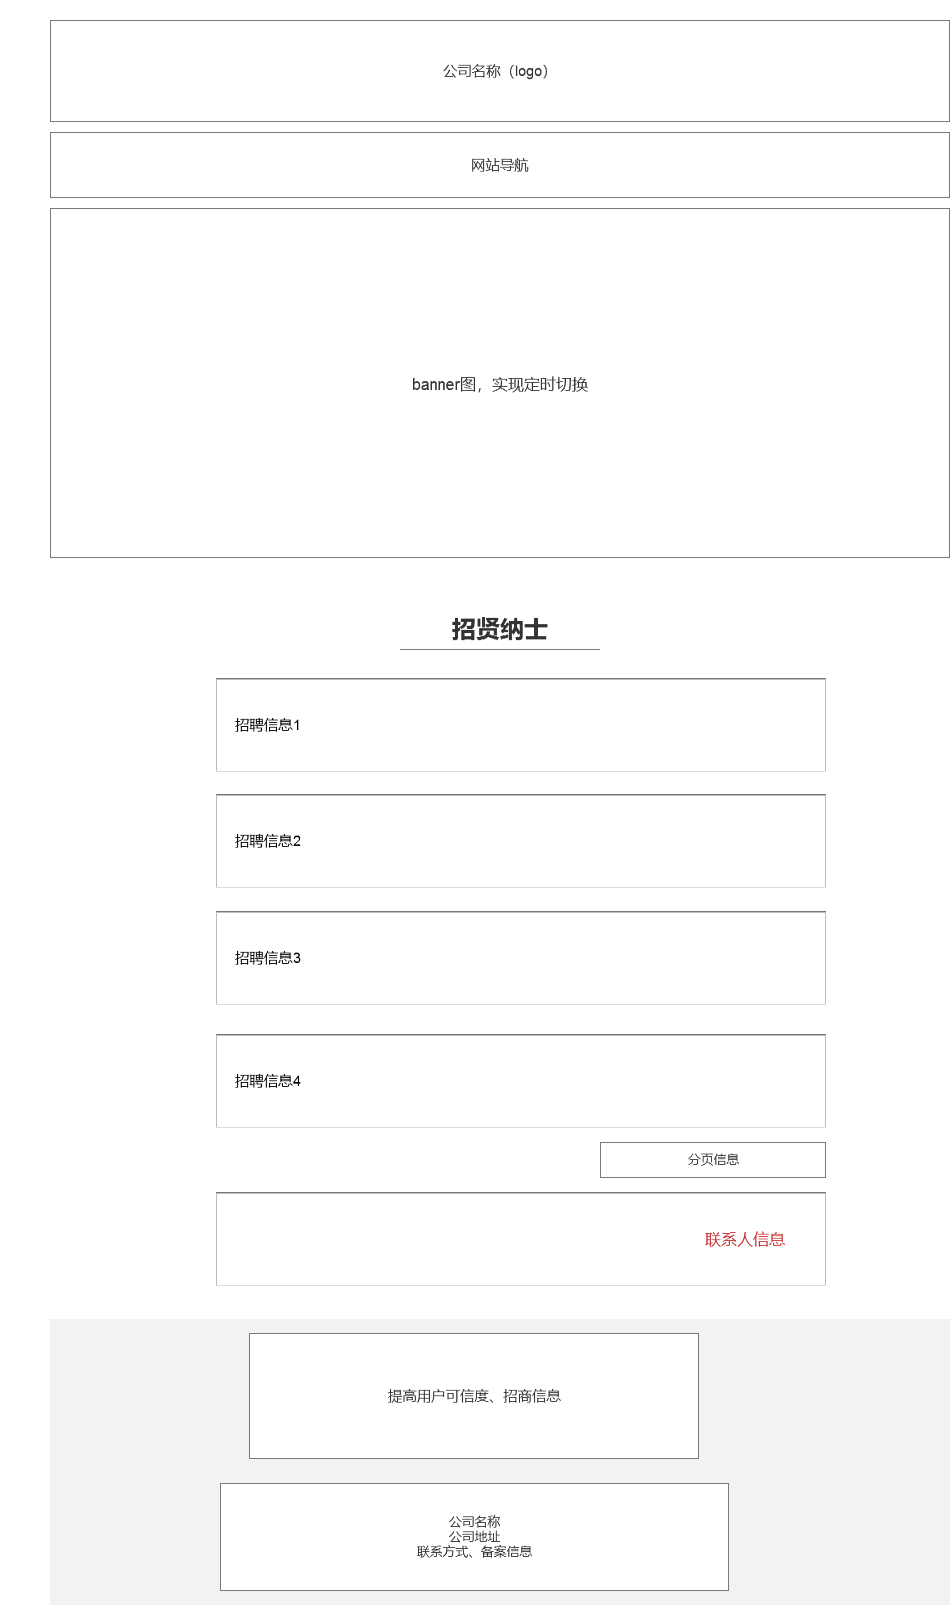 公司名称（logo）
网站导航
banner图，实现定时切换
招贤纳士
招聘信息1
招聘信息2
招聘信息3
招聘信息4
分页信息
联系人信息
提高用户可信度、招商信息
公司名称
公司地址
联系方式、备案信息